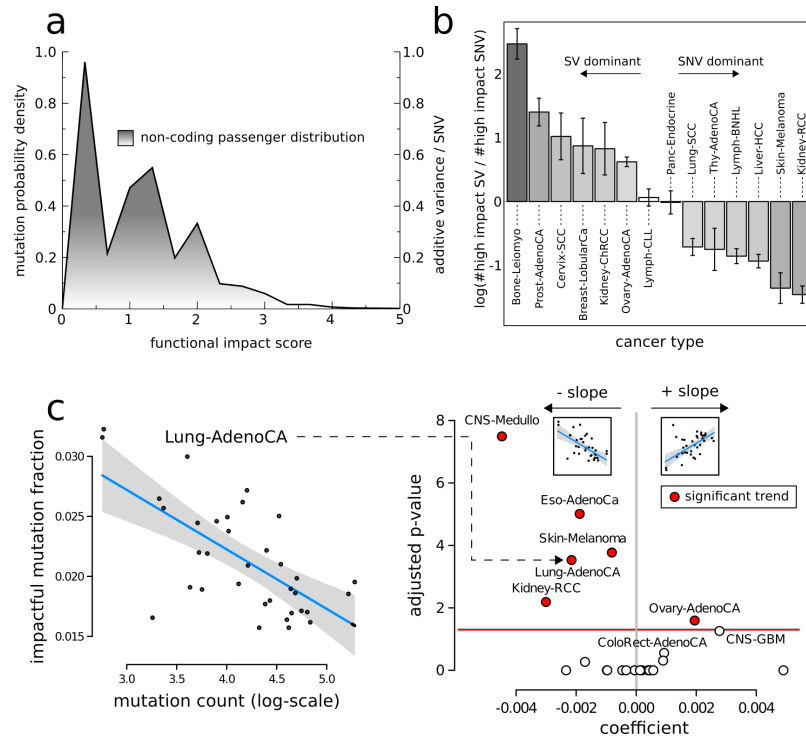 a
1.0
0.8
0.6
0.4
0.2
0
mutation probability density
0
1
2
3
4
5
functional impact score
non-coding passenger distribution
1.0
0.8
0.6
0.4
0.2
0
additive variance / SNV
b
log(#high impact SV / #high impact SNV)
2
1
0
-1
SV dominant
SNV dominant
Bone-Leiomyo
Prost-AdenoCA
Cervix-SCC
Breast-LobularCa
Kidney-ChRCC
Ovary-AdenoCA
Lymph-CLL
Panc-Endocrine
Lung-SCC
Thy-AdenoCA
Lymph-BNHL
Liver-HCC
Skin-Melanoma
Kidney-RCC
cancer type
c
Lung-AdenoCA
impactful mutation fraction
0.030
0.025
0.020
0.015
3.0
3.5
4.0
4.5
5.0
mutation count (log-scale)
- slope
+ slope
adjusted p-value
8
6
4
2
0
CNS-Medullo
significant trend
Eso-AdenoCa
Skin-Melanoma
Lung-AdenoCA
Kidney-RCC
Ovary-AdenoCA
ColoRect-AdenoCA
CNS-GBM
-0.004
-0.002
0.000
0.002
0.004
coefficient